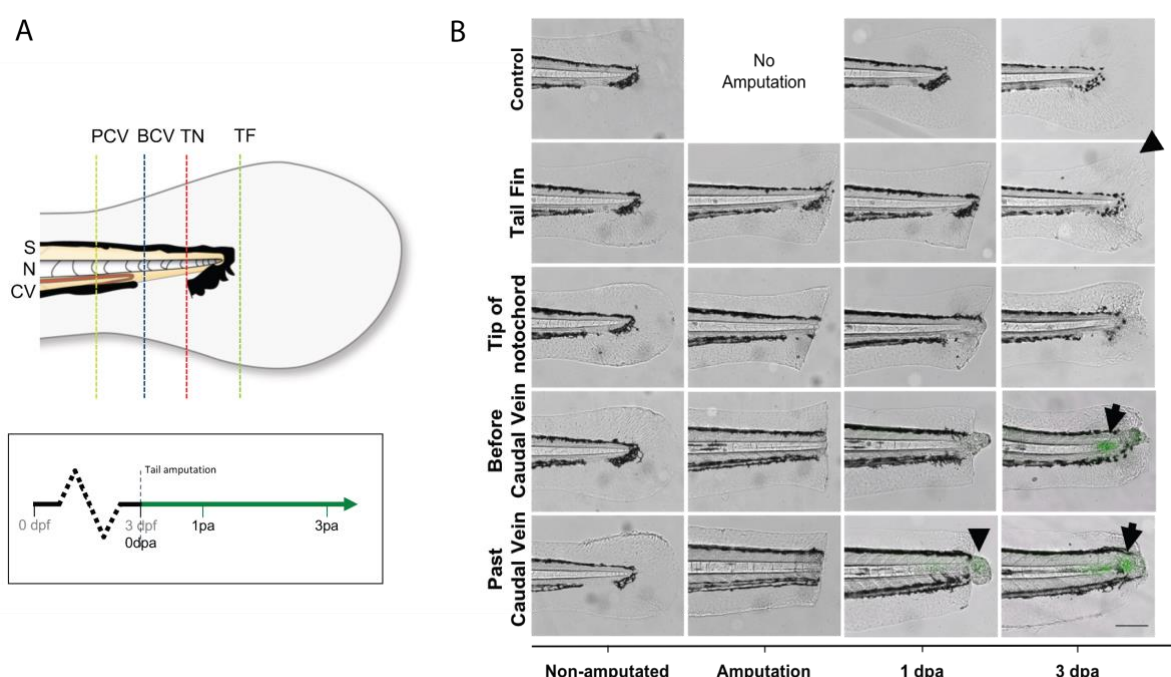 A
PCV BCV TN TF
S
N
CV
Tail amputation
0 dpf
3 dpf
1pa
3pa
0dpa
B
Control
No
Amputation
Tail Fin
Tip of
notochord
Before
Caudal Vein
Past
Caudal Vein
Non-amputated
Amputation
1 dpa
3 dpa